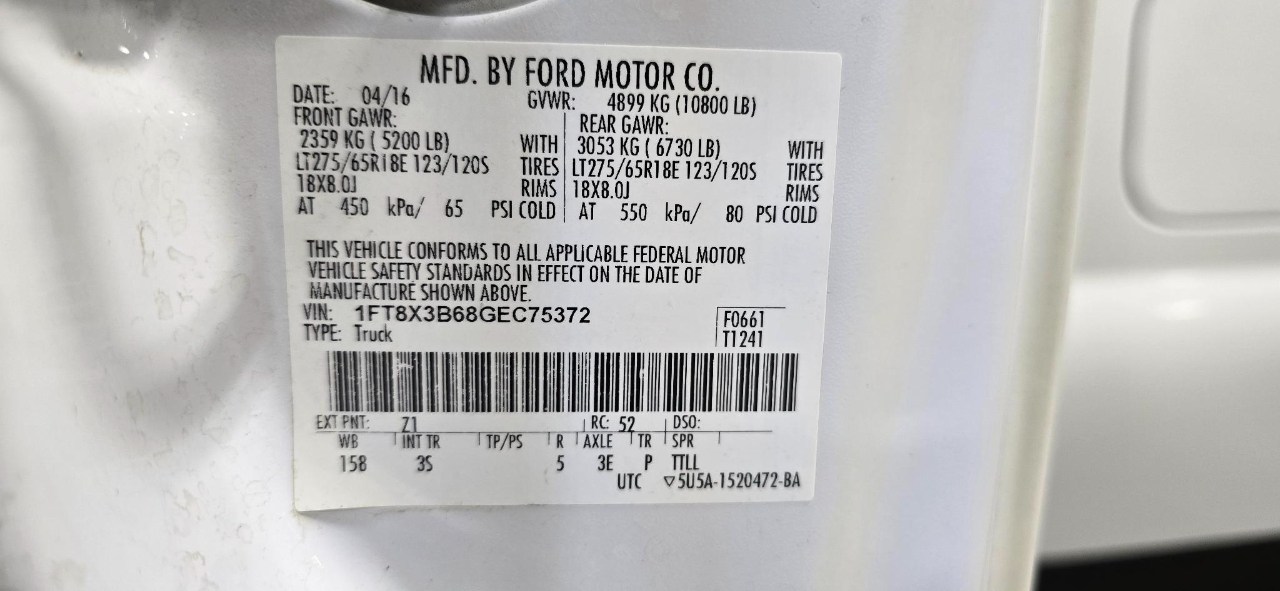 MFD. BY FORD MOTOR CO.
DATE: 04/16 GVWR: 4899 KG (10800 LB)
FRONT GAWR: REAR GAWR:
2359 KG ( 5200 LB) WITH 3053 KG ( 6730 LB) WITH
LT275/65R18E 123/120S TIRES LT275/65R18E 123/120S TIRES
18X8.0J RIMS 18X8.0J RIMS
AT 450 kPa/ 65 PSI COLD AT 550 kPa/ 80 PSI COLD
THIS VEHICLE CONFORMS TO ALL APPLICABLE FEDERAL MOTOR
VEHICLE SAFETY STANDARDS IN EFFECT ON THE DATE OF
MANUFACTURE SHOWN ABOVE.
VIN: 1FT8X3B68GEC75372 F0661
TYPE: Truck T1241
EXT PNT: Z1 RC: 52 DSO:
WB INT TR TP/PS R AXLE TR SPR
158 3S 5 3E P TTLL
UTC ▽5U5A-1520472-BA